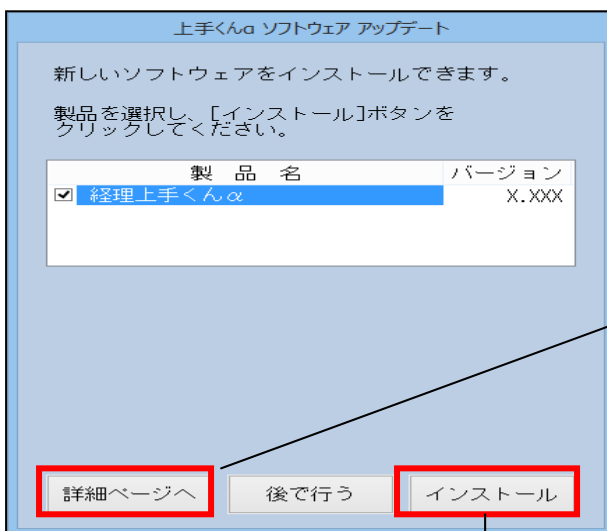 上手くんα ソフトウェア アップデート
新しいソフトウェアをインストールできます。
製品を選択し、[インストール]ボタンを
クリックしてください。
製 品 名 バージョン
経理上手くんα X.XXX
詳細ページへ 後で行う インストール